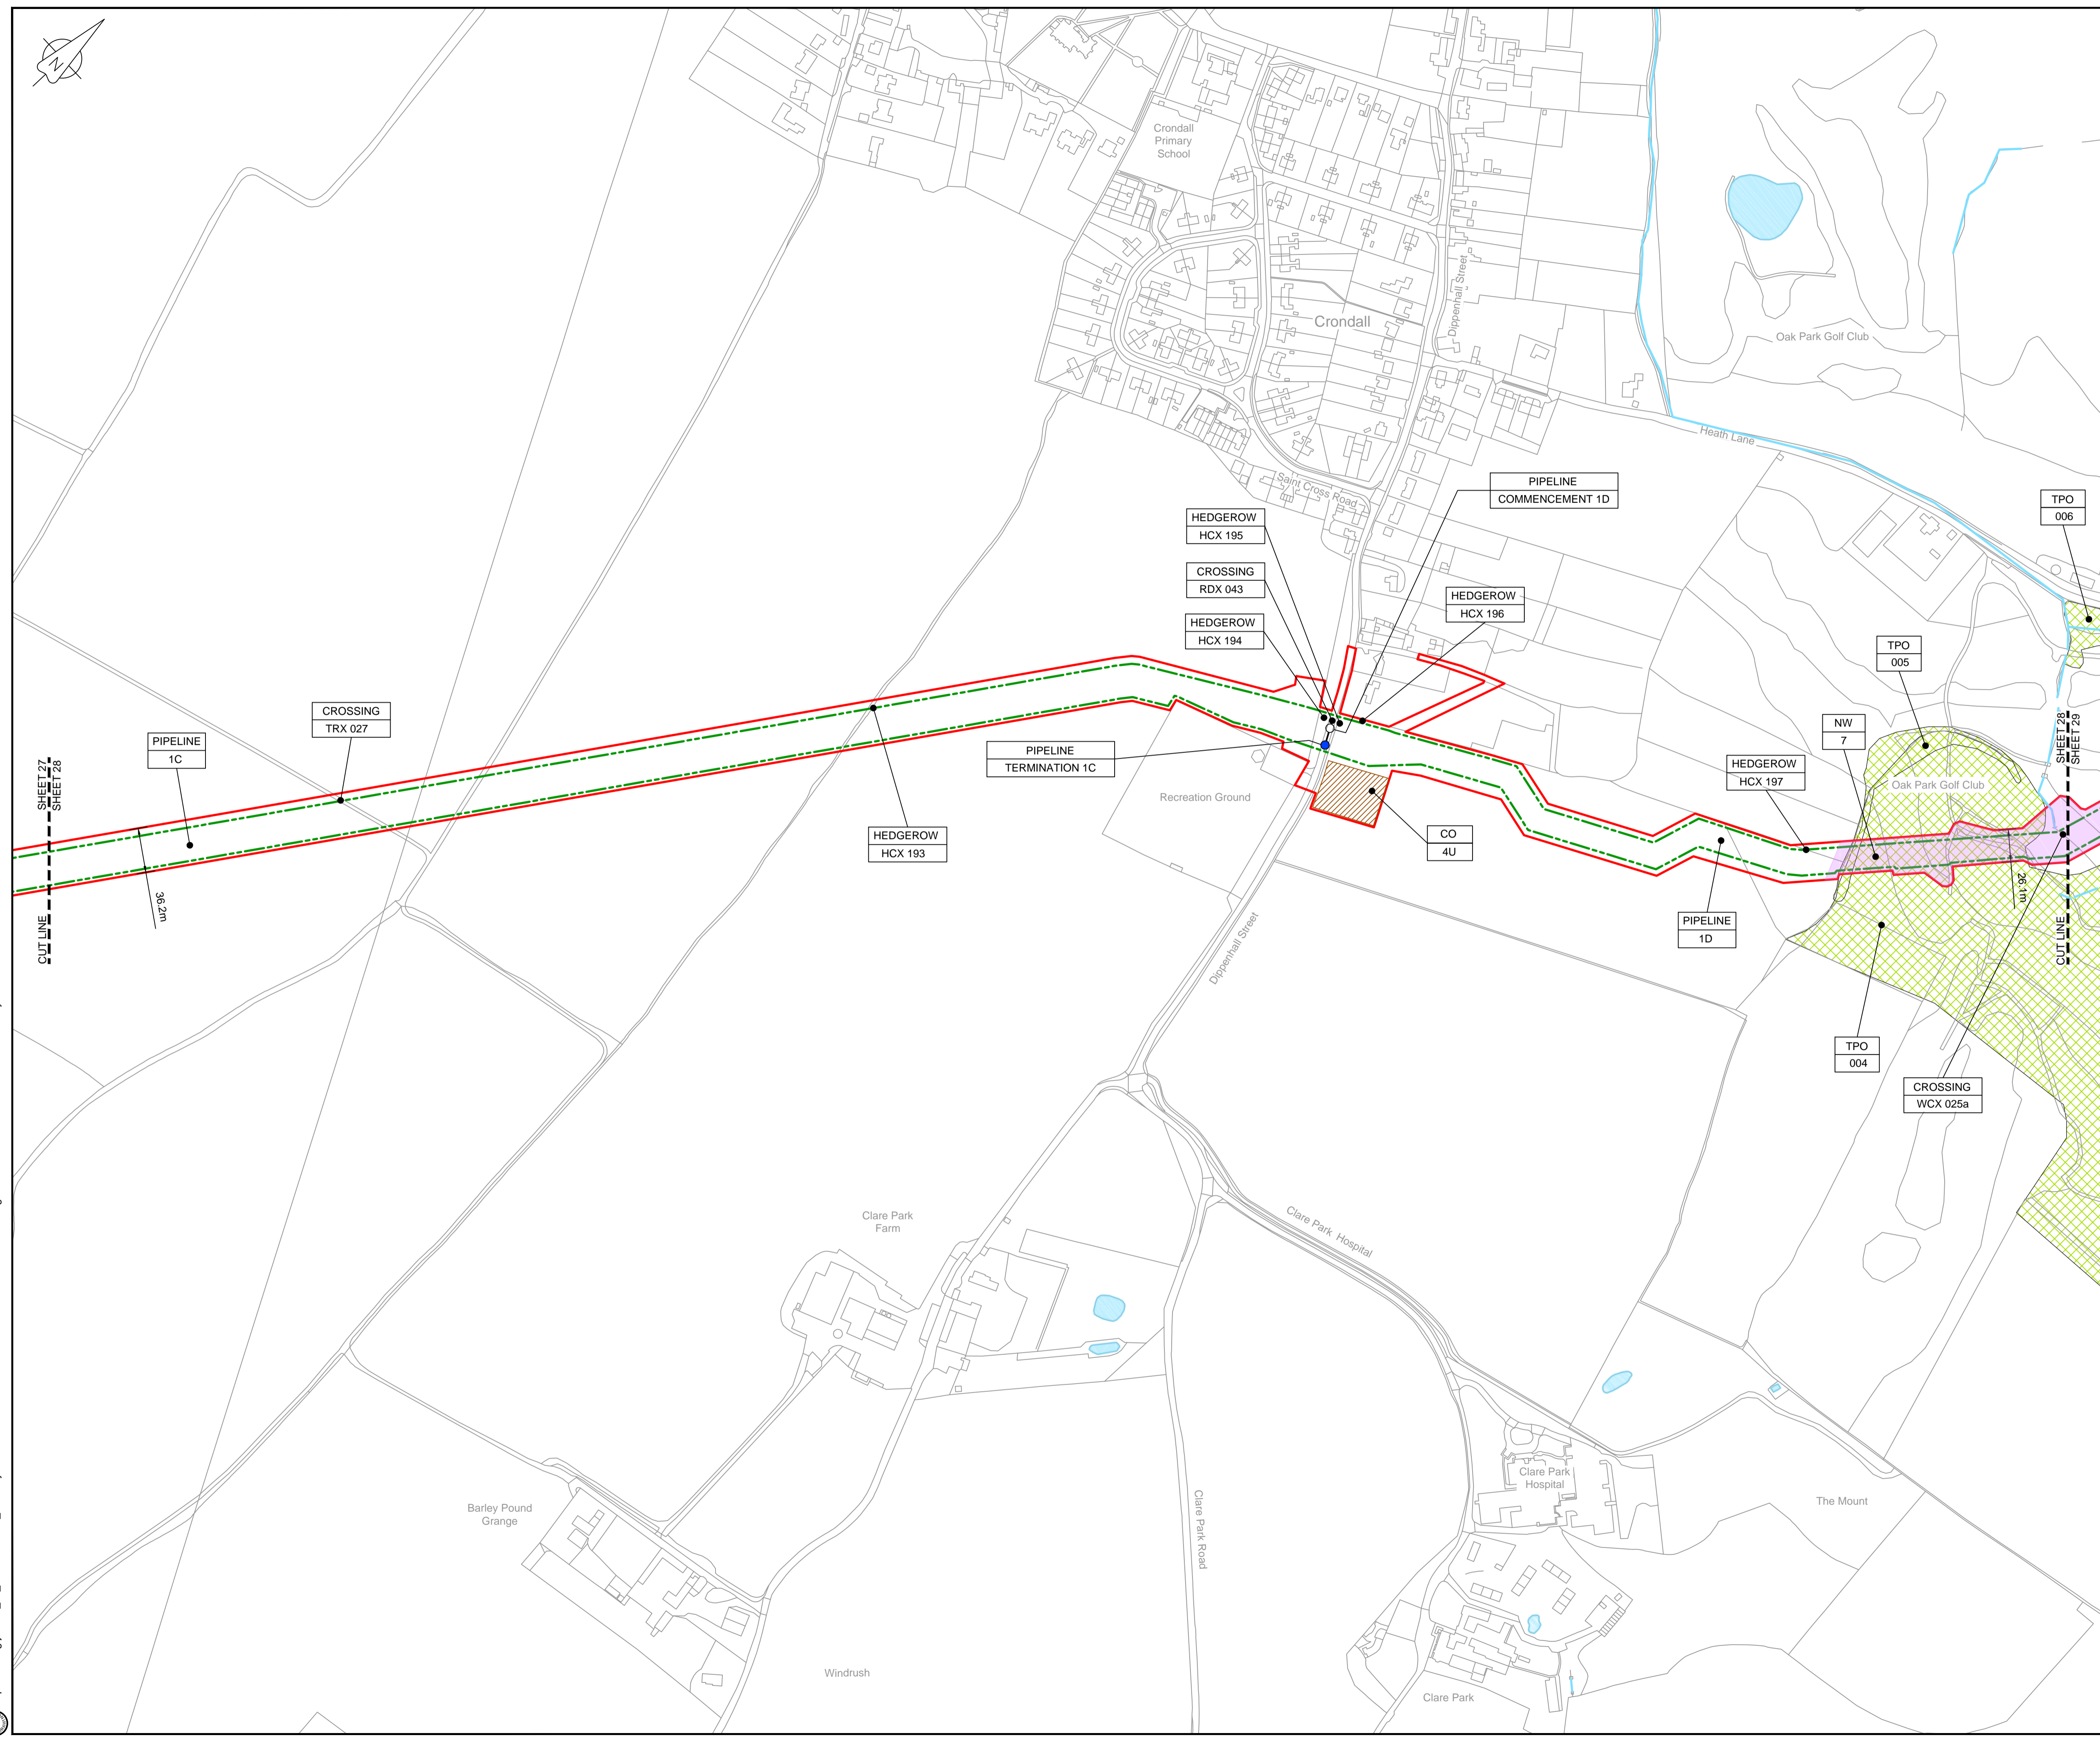 N
Crondall
Primary
School
Crondall
Dippenhall Street
Oak Park Golf Club
Heath Lane
Saint Cross Road
PIPELINE
COMMENCEMENT 1D
TPO
006
HEDGEROW
HCX 195
CROSSING
RDX 043
HEDGEROW
HCX 194
HEDGEROW
HCX 196
TPO
005
CROSSING
TRX 027
PIPELINE
1C
NW
7
PIPELINE
TERMINATION 1C
HEDGEROW
HCX 197
SHEET 27
SHEET 28
CUT LINE
36.2m
Recreation Ground
HEDGEROW
HCX 193
CO
4U
Oak Park Golf Club
SHEET 28
SHEET 29
CUT LINE
26.1m
PIPELINE
1D
Dippenhall Street
TPO
004
CROSSING
WCX 025a
Clare Park
Farm
Clare Park Hospital
Barley Pound
Grange
Clare Park Road
Clare Park
Hospital
The Mount
Windrush
Clare Park